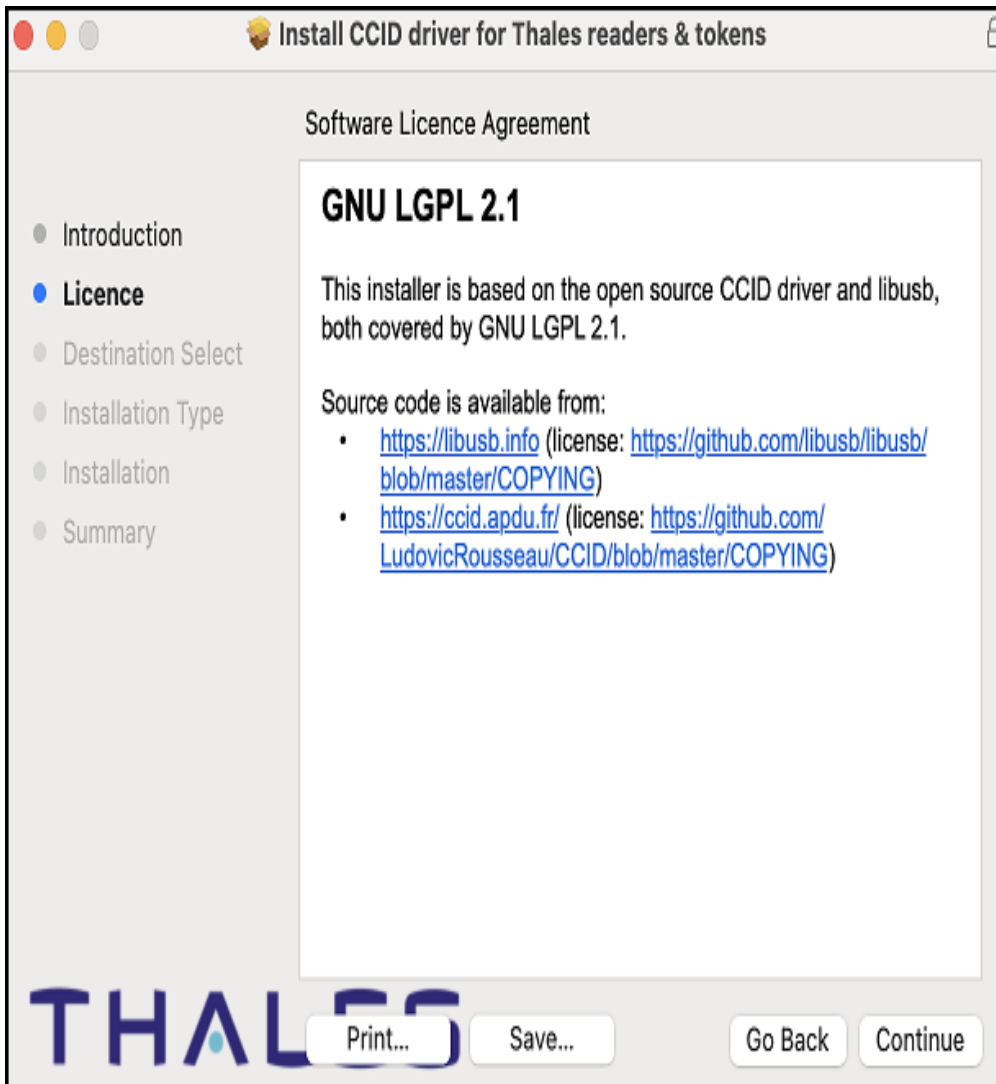 Install CCID driver for Thales readers & tokens
Software Licence Agreement
Introduction
Licence
Destination Select
Installation Type
Installation
Summary
GNU LGPL 2.1
This installer is based on the open source CCID driver and libusb,
both covered by GNU LGPL 2.1.
Source code is available from:
• https://libusb.info (license: https://github.com/libusb/libusb/
blob/master/COPYING)
• https://ccid.apdu.fr/ (license: https://github.com/
LudovicRousseau/CCID/blob/master/COPYING)
THALES
Print...
Save...
Go Back
Continue